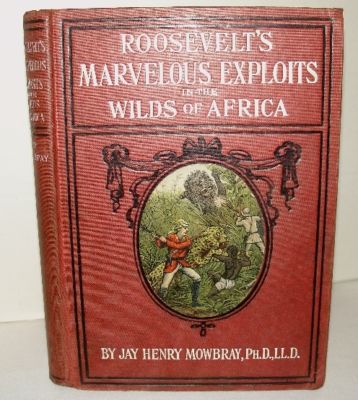 ROOSEVELT'S
MARVELOUS EXPLOITS
IN THE
WILDS OF AFRICA
BY JAY HENRY MOWBRAY, PH.D., LL.D.